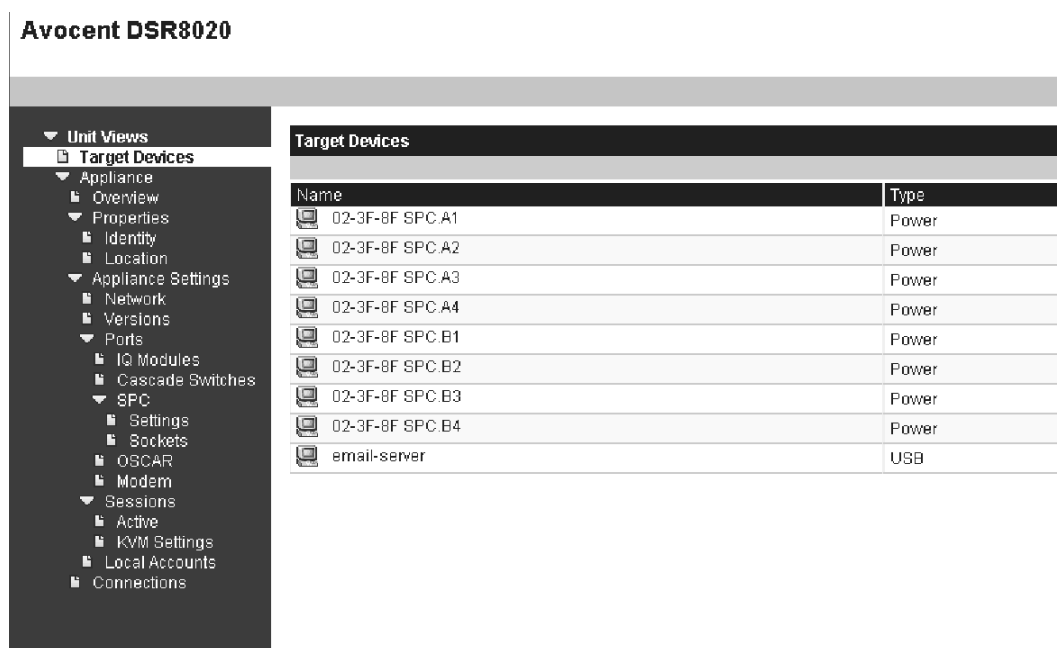 Avocent DSR8020
Unit Views
Target Devices
Appliance
Overview
Properties
Identity
Location
Appliance Settings
Network
Versions
Ports
IQ Modules
Cascade Switches
SPC
Settings
Sockets
OSCAR
Modem
Sessions
Active
KVM Settings
Local Accounts
Connections
Target Devices
Name Type
02-3F-8F SPC.A1 Power
02-3F-8F SPC.A2 Power
02-3F-8F SPC.A3 Power
02-3F-8F SPC.A4 Power
02-3F-8F SPC.B1 Power
02-3F-8F SPC.B2 Power
02-3F-8F SPC.B3 Power
02-3F-8F SPC.B4 Power
email-server USB